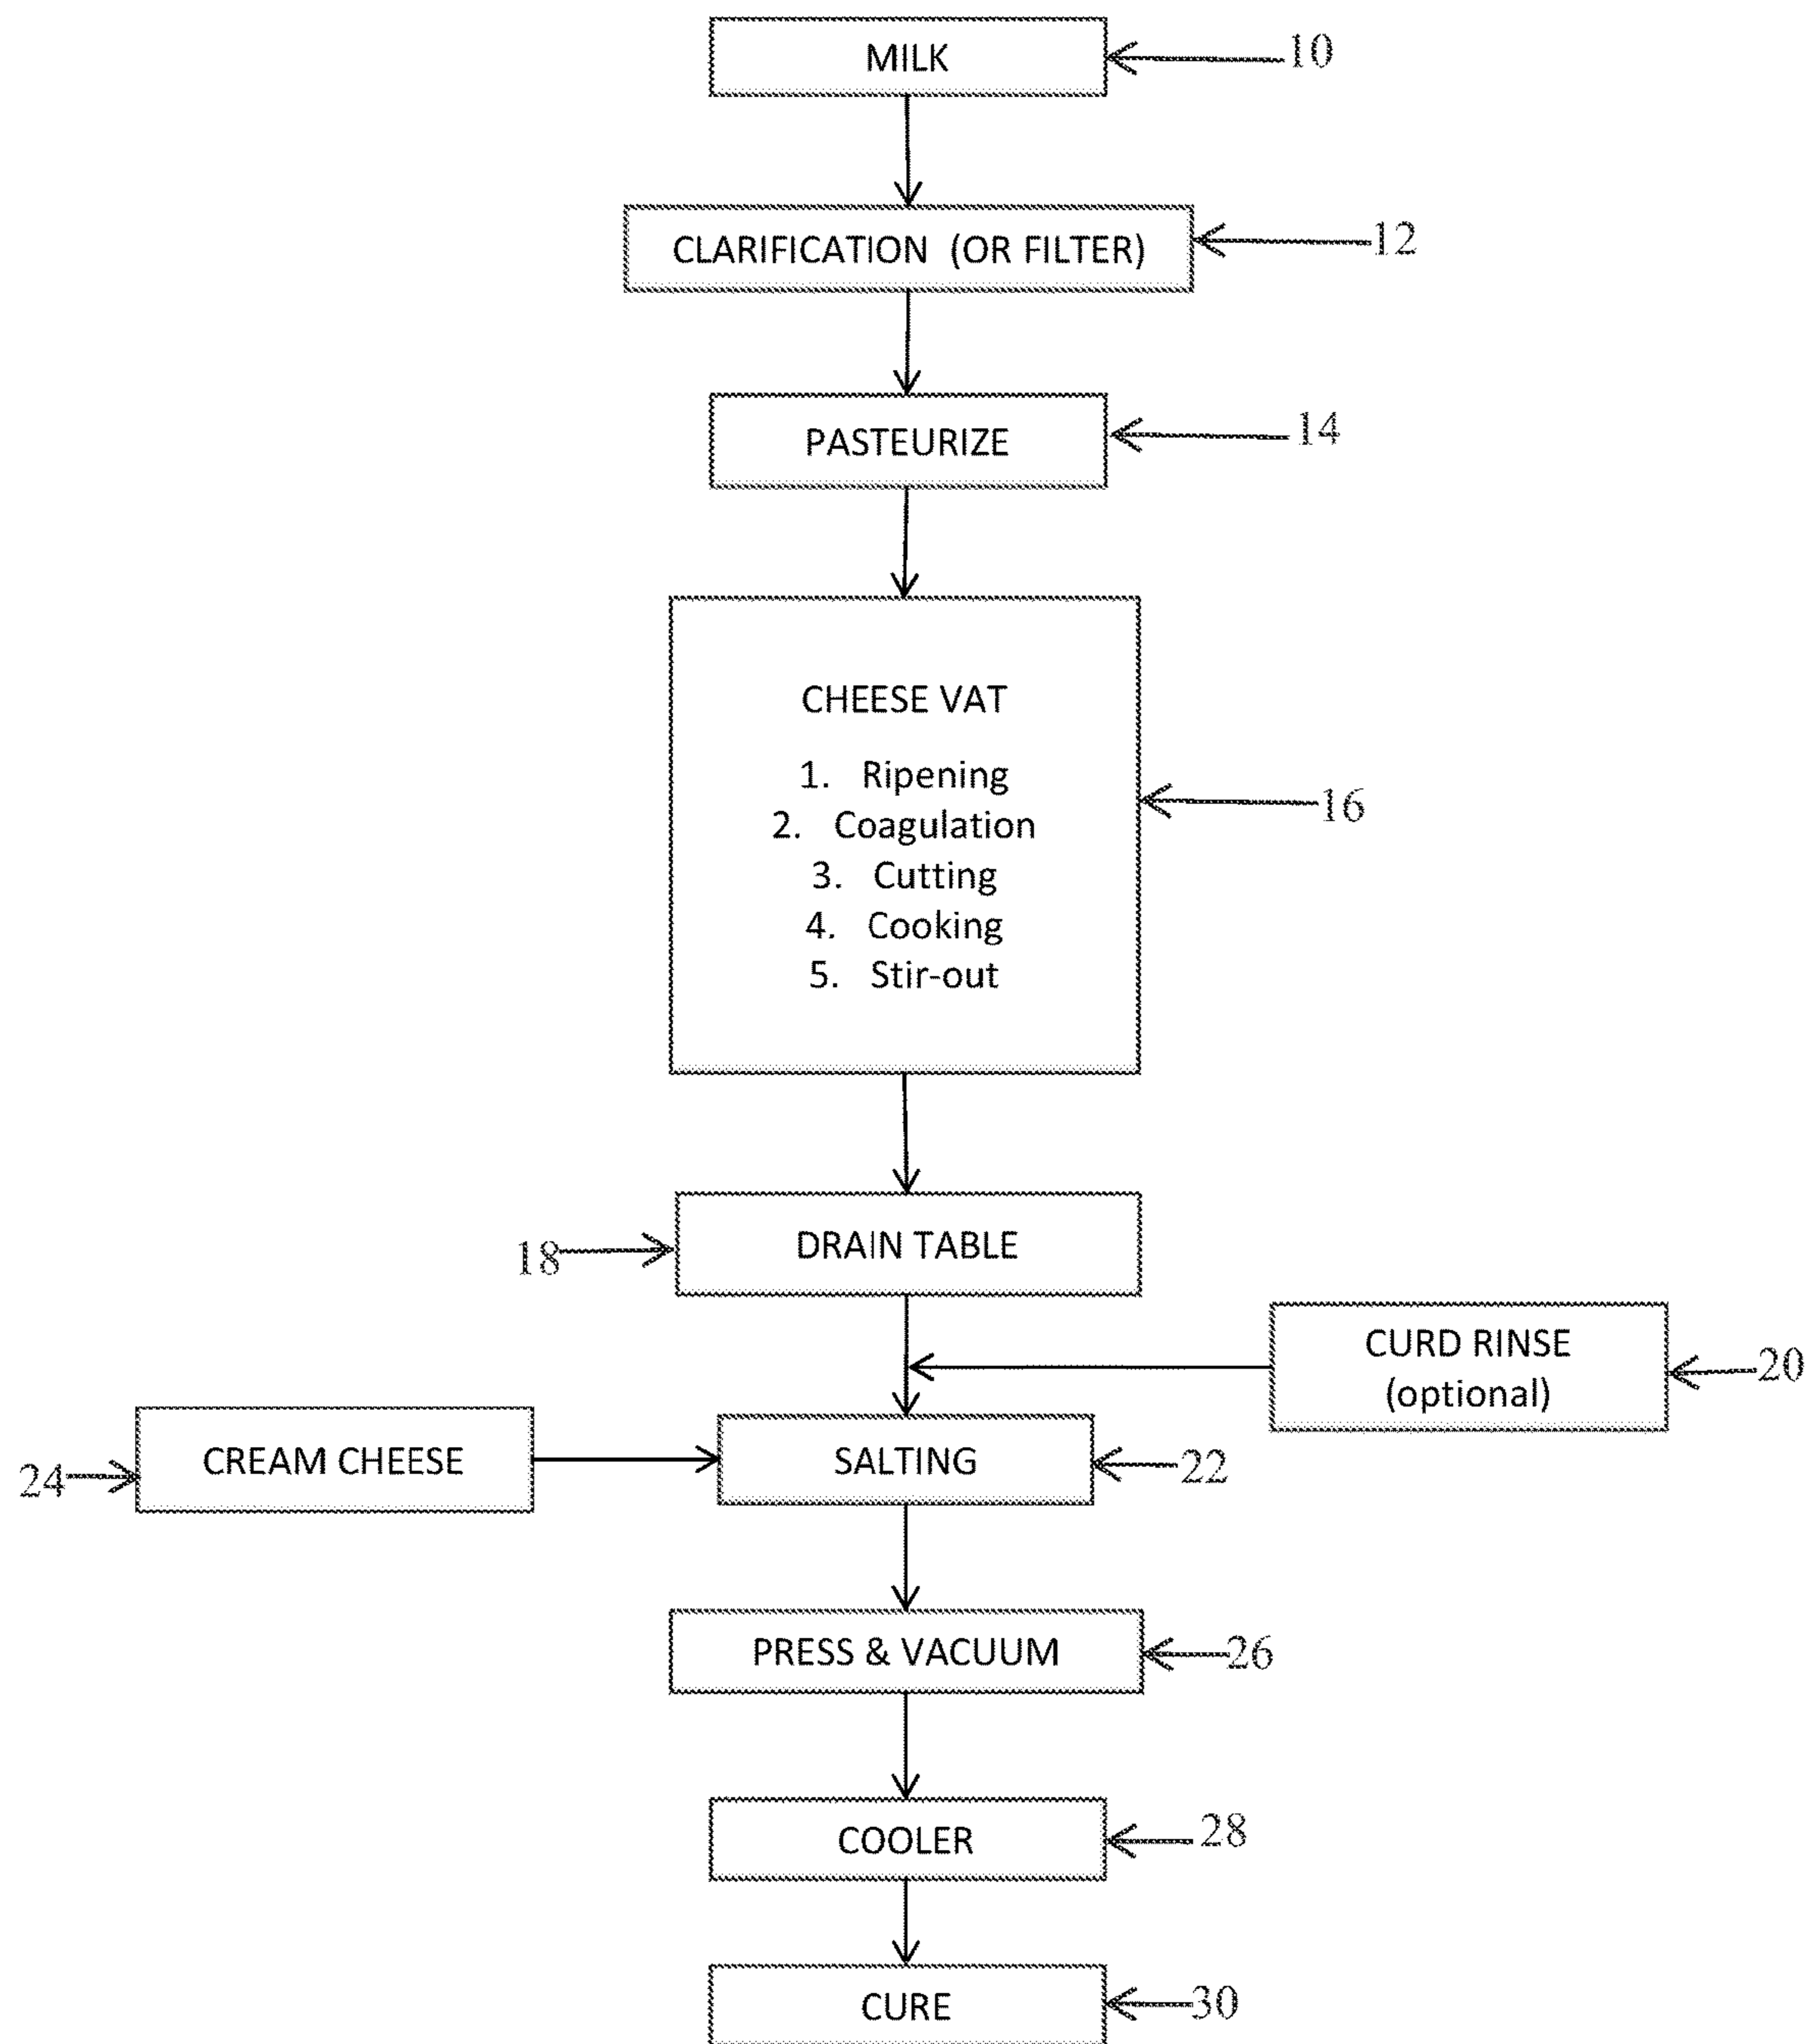 MILK
10
CLARIFICATION (OR FILTER)
12
PASTEURIZE
14
CHEESE VAT
1. Ripening
2. Coagulation
3. Cutting
4. Cooking
5. Stir-out
16
DRAIN TABLE
18
CURD RINSE
(optional)
20
CREAM CHEESE
24
SALTING
22
PRESS & VACUUM
26
COOLER
28
CURE
30